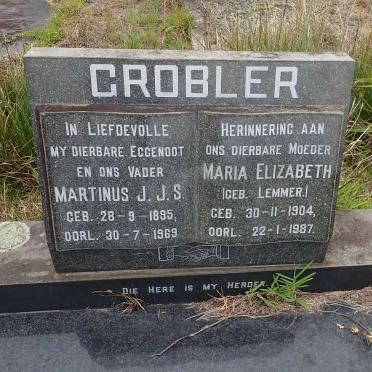 GROBLER
IN LIEFDEVOLLE
MY DIERBARE EGGENOOT
EN ONS VADER
MARTINUS J.J.S.
GEB. 28-9-1895,
OORL. 30-7-1969
HERINNERING AAN
ONS DIERBARE MOEDER
MARIA ELIZABETH
(GEB. LEMMER.)
GEB. 30-11-1904,
OORL. 22-1-1987.
DIE HERE IS MY HERDER